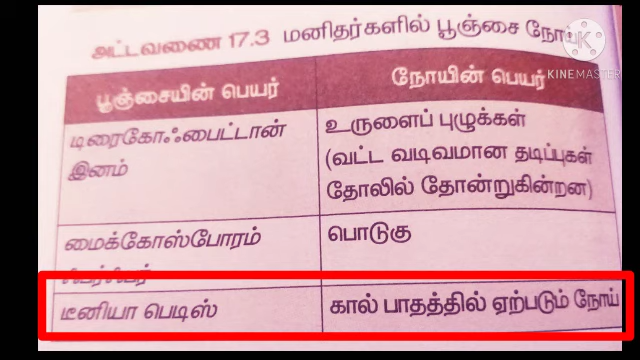 அட்டவணை 17.3 மனிதர்களில் பூஞ்சை நோய்
KINEMASTER
பூஞ்சையின் பெயர்
நோயின் பெயர்
டிரைகோஃபைட்டான்
இனம்
உருளைப் புழுக்கள்
(வட்ட வடிவமான தடிப்புகள்
தோலில் தோன்றுகின்றன)
மைக்கோஸ்போரம்
பொடுகு
டீனியா பெடிஸ்
கால் பாதத்தில் ஏற்படும் நோய்